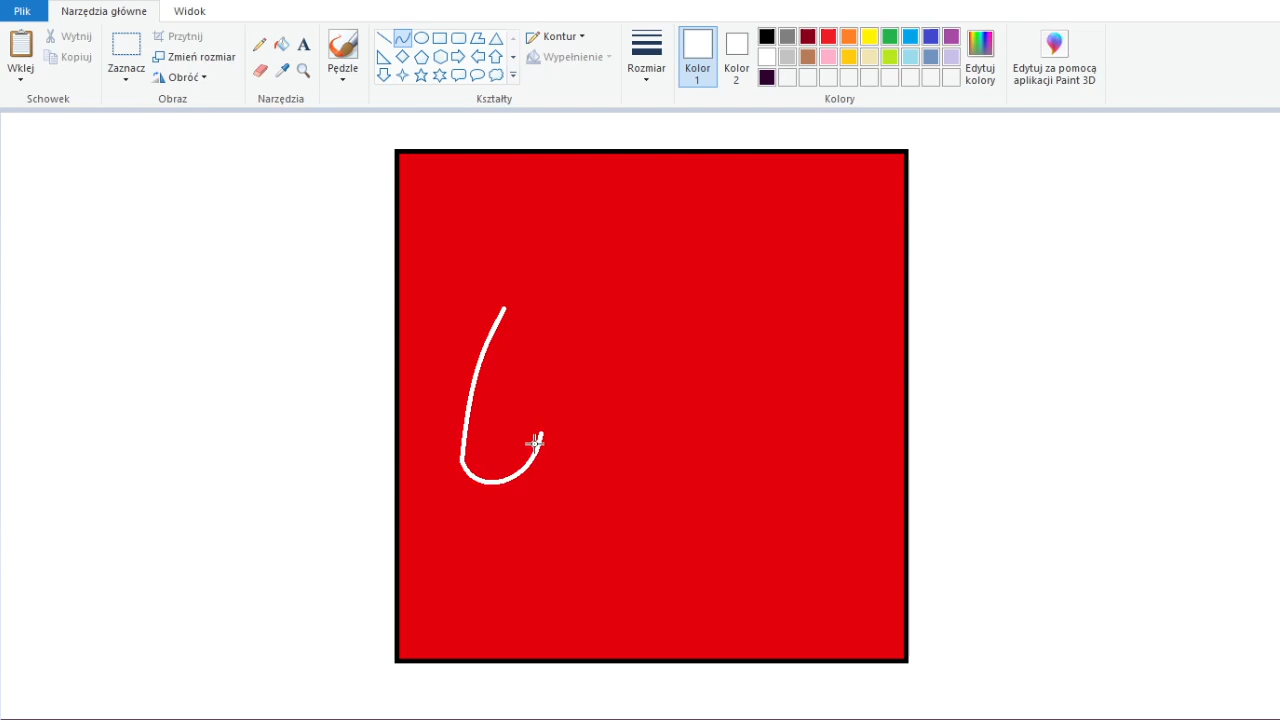 Plik Narzędzia główne Widok
Wklej
Wytnij
Kopiuj
Schowek
Zaznacz
Przytnij
Zmień rozmiar
Obróć
Obraz
A
Narzędzia
Pędzle
Kontur
Wypełnienie
Kształty
Rozmiar
Kolor
1
Kolor
2
Kolory
Edytuj
kolory
Edytuj za pomocą
aplikacji Paint 3D